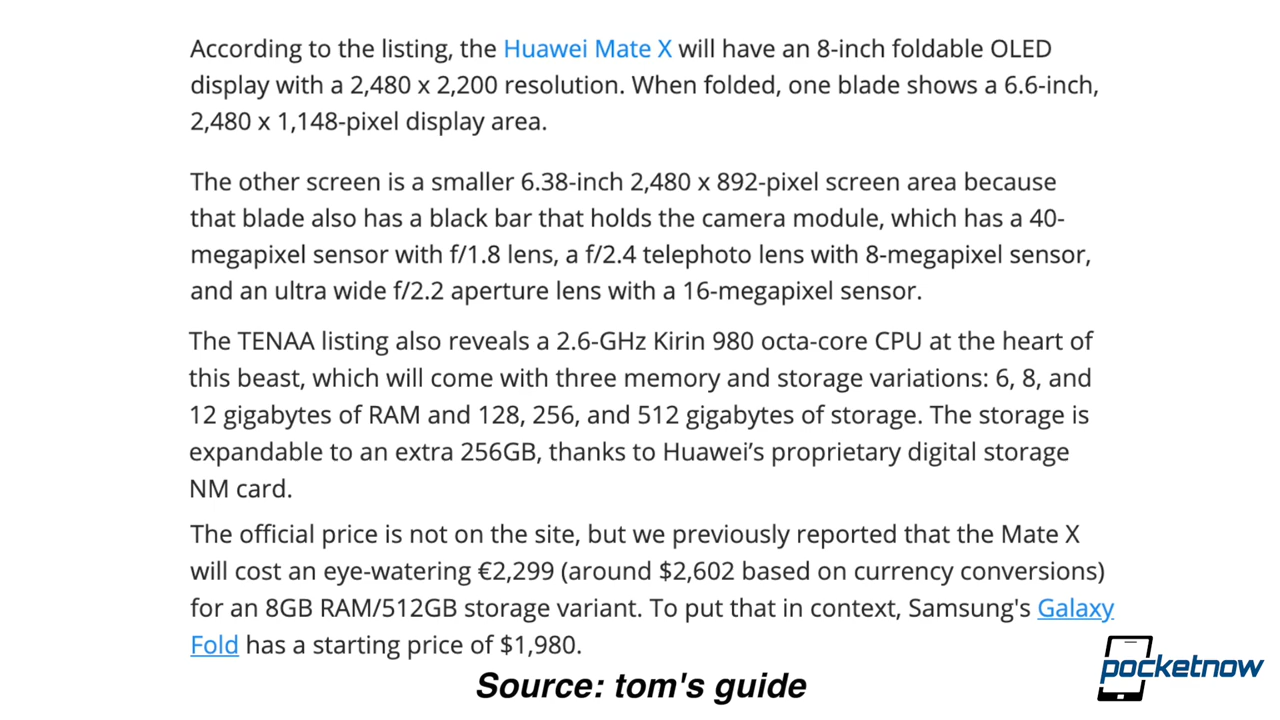 According to the listing, the Huawei Mate X will have an 8-inch foldable OLED
display with a 2,480 x 2,200 resolution. When folded, one blade shows a 6.6-inch,
2,480 x 1,148-pixel display area.
The other screen is a smaller 6.38-inch 2,480 x 892-pixel screen area because
that blade also has a black bar that holds the camera module, which has a 40-
megapixel sensor with f/1.8 lens, a f/2.4 telephoto lens with 8-megapixel sensor,
and an ultra wide f/2.2 aperture lens with a 16-megapixel sensor.
The TENAA listing also reveals a 2.6-GHz Kirin 980 octa-core CPU at the heart of
this beast, which will come with three memory and storage variations: 6, 8, and
12 gigabytes of RAM and 128, 256, and 512 gigabytes of storage. The storage is
expandable to an extra 256GB, thanks to Huawei’s proprietary digital storage
NM card.
The official price is not on the site, but we previously reported that the Mate X
will cost an eye-watering €2,299 (around $2,602 based on currency conversions)
for an 8GB RAM/512GB storage variant. To put that in context, Samsung's Galaxy
Fold has a starting price of $1,980.
Source: tom's guide
pocketnow